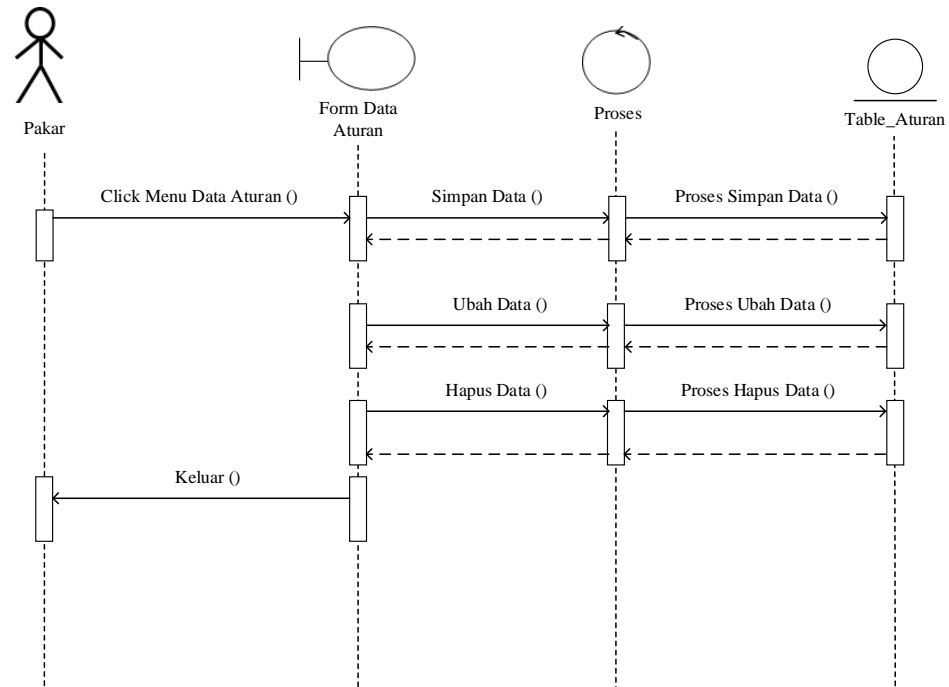 Pakar
Form Data
Aturan
Proses
Table_Aturan
Click Menu Data Aturan ()
Simpan Data ()
Proses Simpan Data ()
Ubah Data ()
Proses Ubah Data ()
Hapus Data ()
Proses Hapus Data ()
Keluar ()